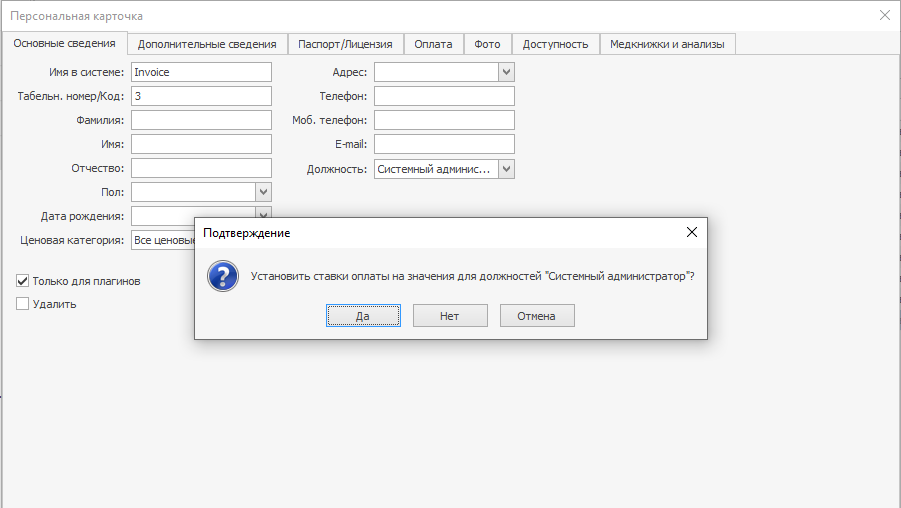 Персональная карточка
Основные сведения
Дополнительные сведения
Паспорт/Лицензия
Оплата
Фото
Доступность
Медкнижки и анализы
Имя в системе: Invoice
Адрес:
Табельн. номер/Код: 3
Телефон:
Фамилия:
Моб. телефон:
Имя:
E-mail:
Отчество:
Должность: Системный админис...
Пол:
Дата рождения:
Ценовая категория: Все ценовые
Только для плагинов
Удалить
Подтверждение
Установить ставки оплаты на значения для должностей "Системный администратор"?
Да
Нет
Отмена